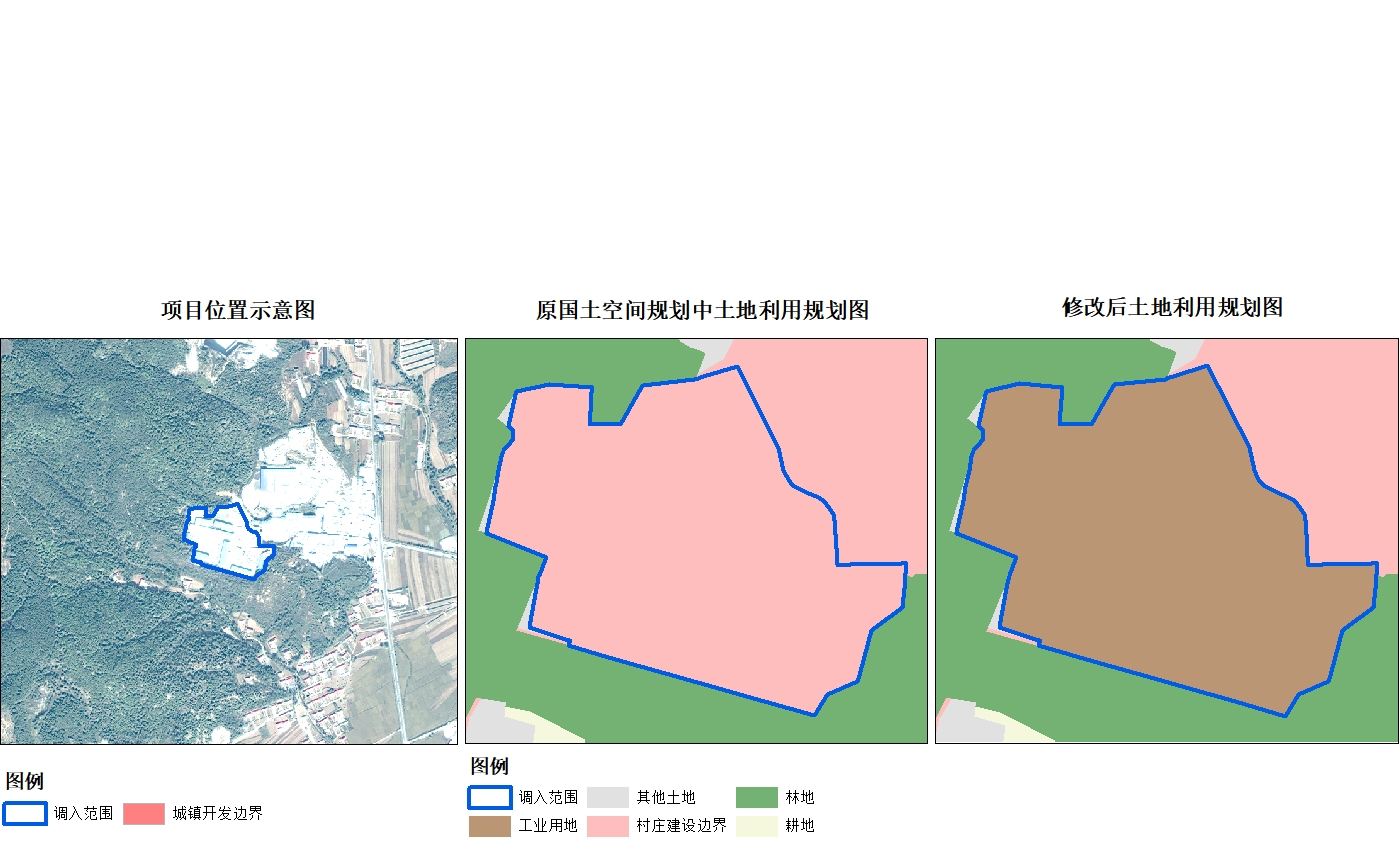 项目位置示意图
原国土空间规划中土地利用规划图
修改后土地利用规划图
图例
调入范围
城镇开发边界
图例
调入范围
其他土地
林地
工业用地
村庄建设边界
耕地